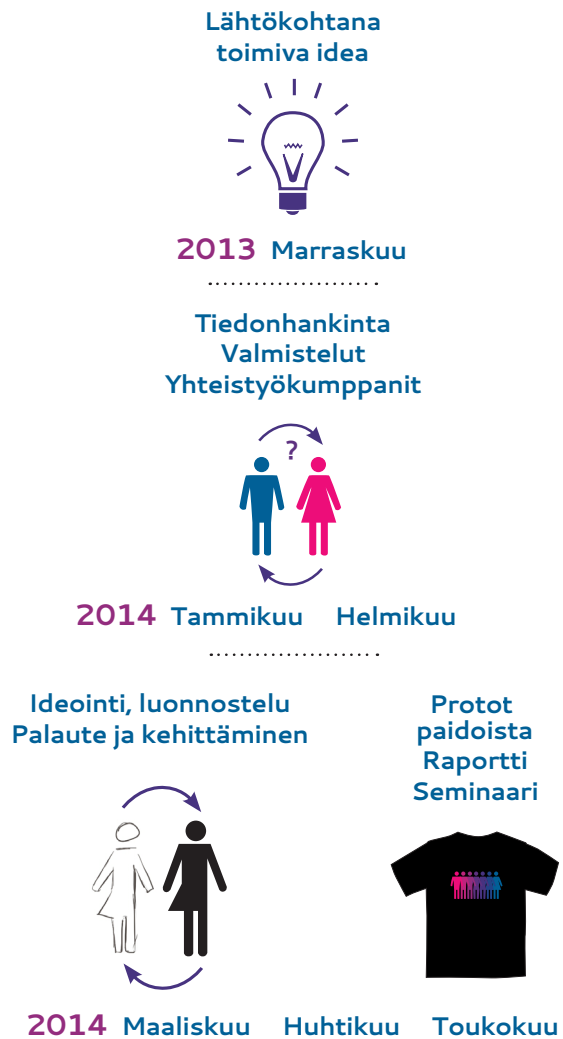 Lähtökohtana
toimiva idea
2013 Marraskuu
Tiedonhankinta
Valmistelut
Yhteistyökumppanit
?
2014 Tammikuu Helmikuu
Ideointi, luonnostelu
Palaute ja kehittäminen
Protot
paidoista
Raportti
Seminaari
2014 Maaliskuu Huhtikuu Toukokuu